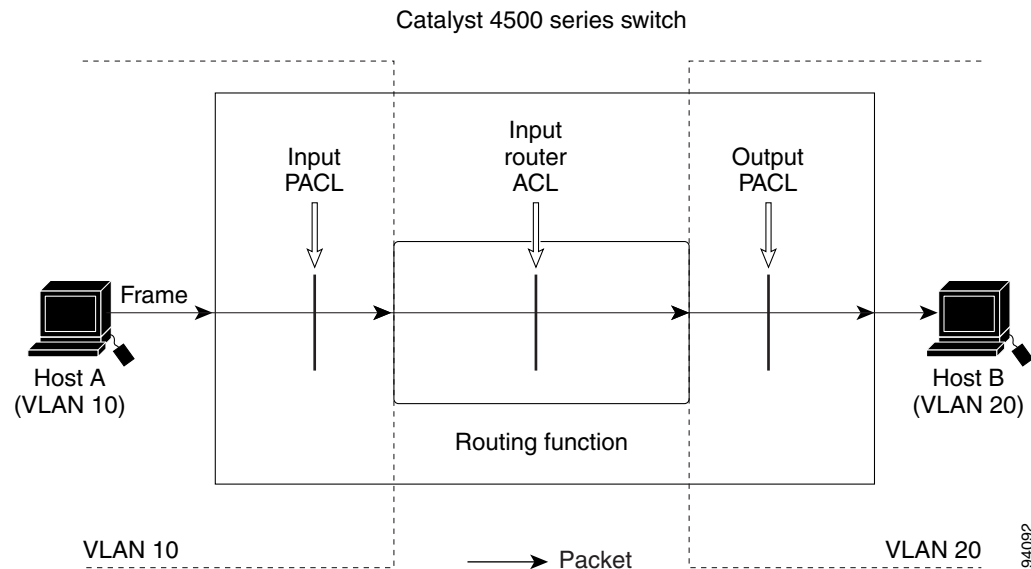 Catalyst 4500 series switch
Input
PACL
Input
router
ACL
Output
PACL
Frame
Host A
(VLAN 10)
Host B
(VLAN 20)
Routing function
VLAN 10
Packet
VLAN 20
94092